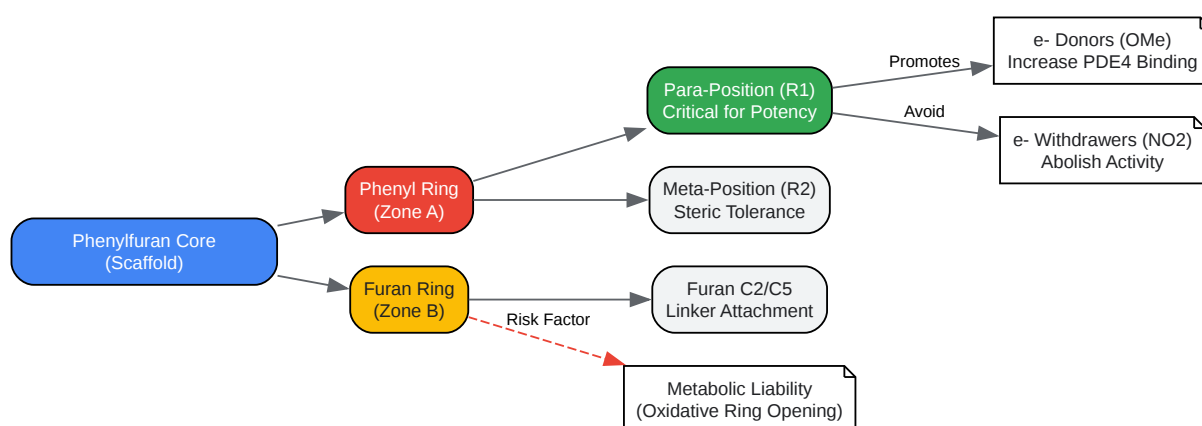 Phenylfuran Core
(Scaffold)
Phenyl Ring
(Zone A)
Furan Ring
(Zone B)
Risk Factor
Para-Position (R1)
Critical for Potency
Meta-Position (R2)
Steric Tolerance
Furan C2/C5
Linker Attachment
Metabolic Liability
(Oxidative Ring Opening)
Promotes
Avoid
e- Donors (OMe)
Increase PDE4 Binding
e- Withdrawers (NO2)
Abolish Activity